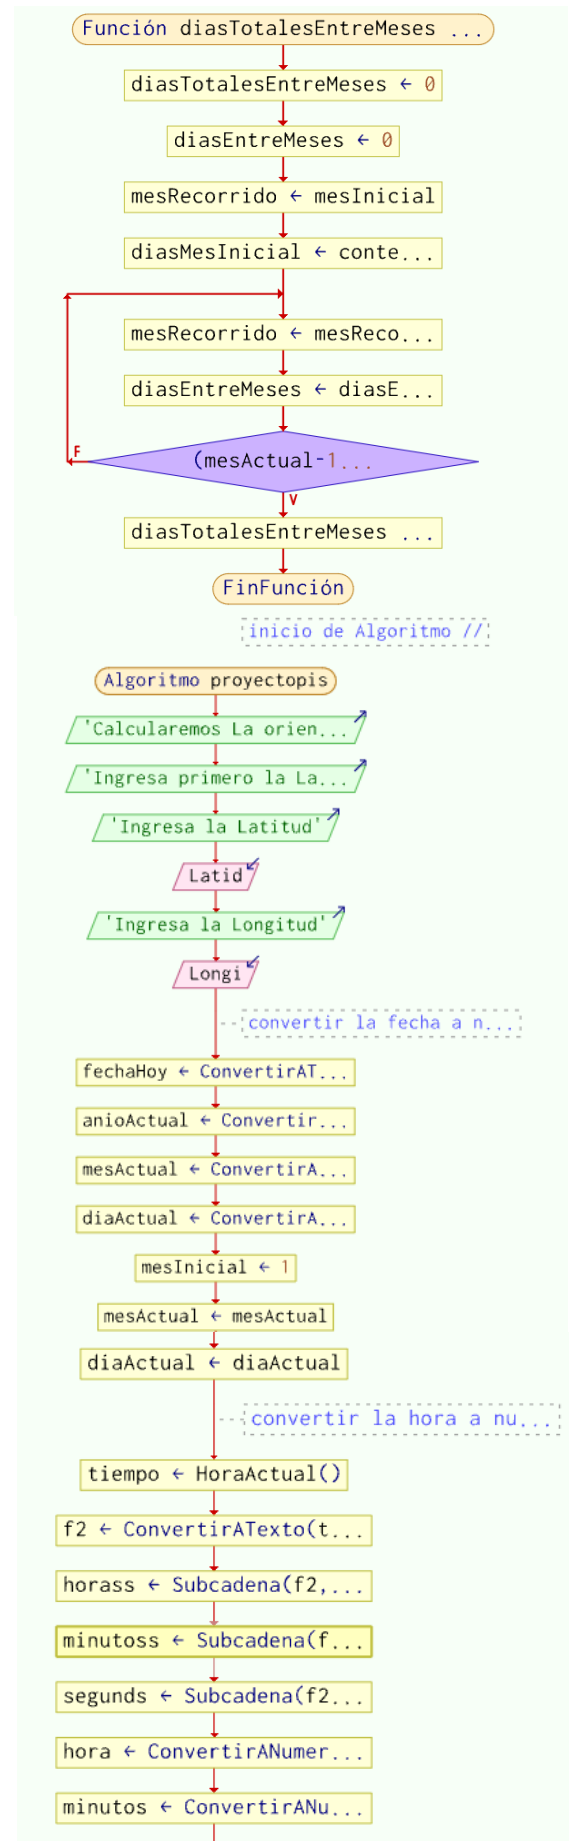 Función diasTotalesEntreMeses ...
diasTotalesEntreMeses ← 0
diasEntreMeses ← 0
mesRecorrido ← mesInicial
diasMesInicial ← conte...
mesRecorrido ← mesReco...
diasEntreMeses ← diasE...
F
(mesActual-1...
V
diasTotalesEntreMeses ...
FinFunción
inicio de Algoritmo //
Algoritmo proyectopis
'Calcularemos La orien...
'Ingresa primero la La...
'Ingresa la Latitud'
Latid
'Ingresa la Longitud'
Longi
convertir la fecha a n...
fechaHoy ← ConvertirAT...
anioActual ← Convertir...
mesActual ← ConvertirA...
diaActual ← ConvertirA...
mesInicial ← 1
mesActual ← mesActual
diaActual ← diaActual
convertir la hora a nu...
tiempo ← HoraActual()
f2 ← ConvertirATexto(t...
horass ← Subcadena(f2,...
minutoss ← Subcadena(f...
segunds ← Subcadena(f2...
hora ← ConvertirANumer...
minutos ← ConvertirANu...